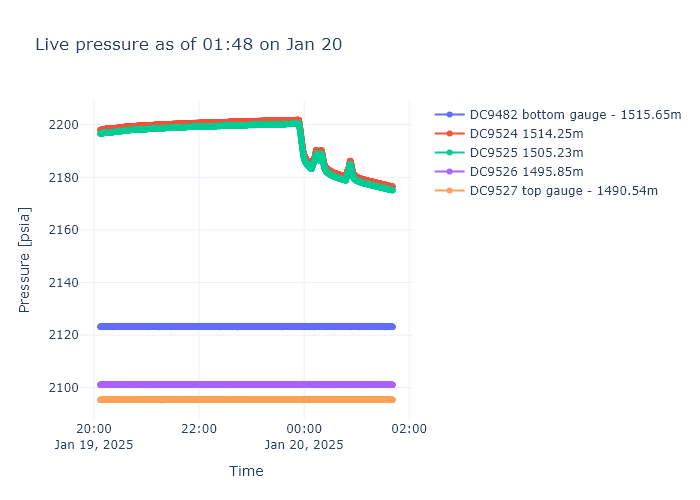 Live pressure as of 01:48 on Jan 20
DC9482 bottom gauge - 1515.65m
DC9524 1514.25m
DC9525 1505.23m
DC9526 1495.85m
DC9527 top gauge - 1490.54m
Pressure [psia]
2200
2180
2160
2140
2120
2100
20:00 22:00 00:00 02:00
Jan 19, 2025 Jan 20, 2025
Time